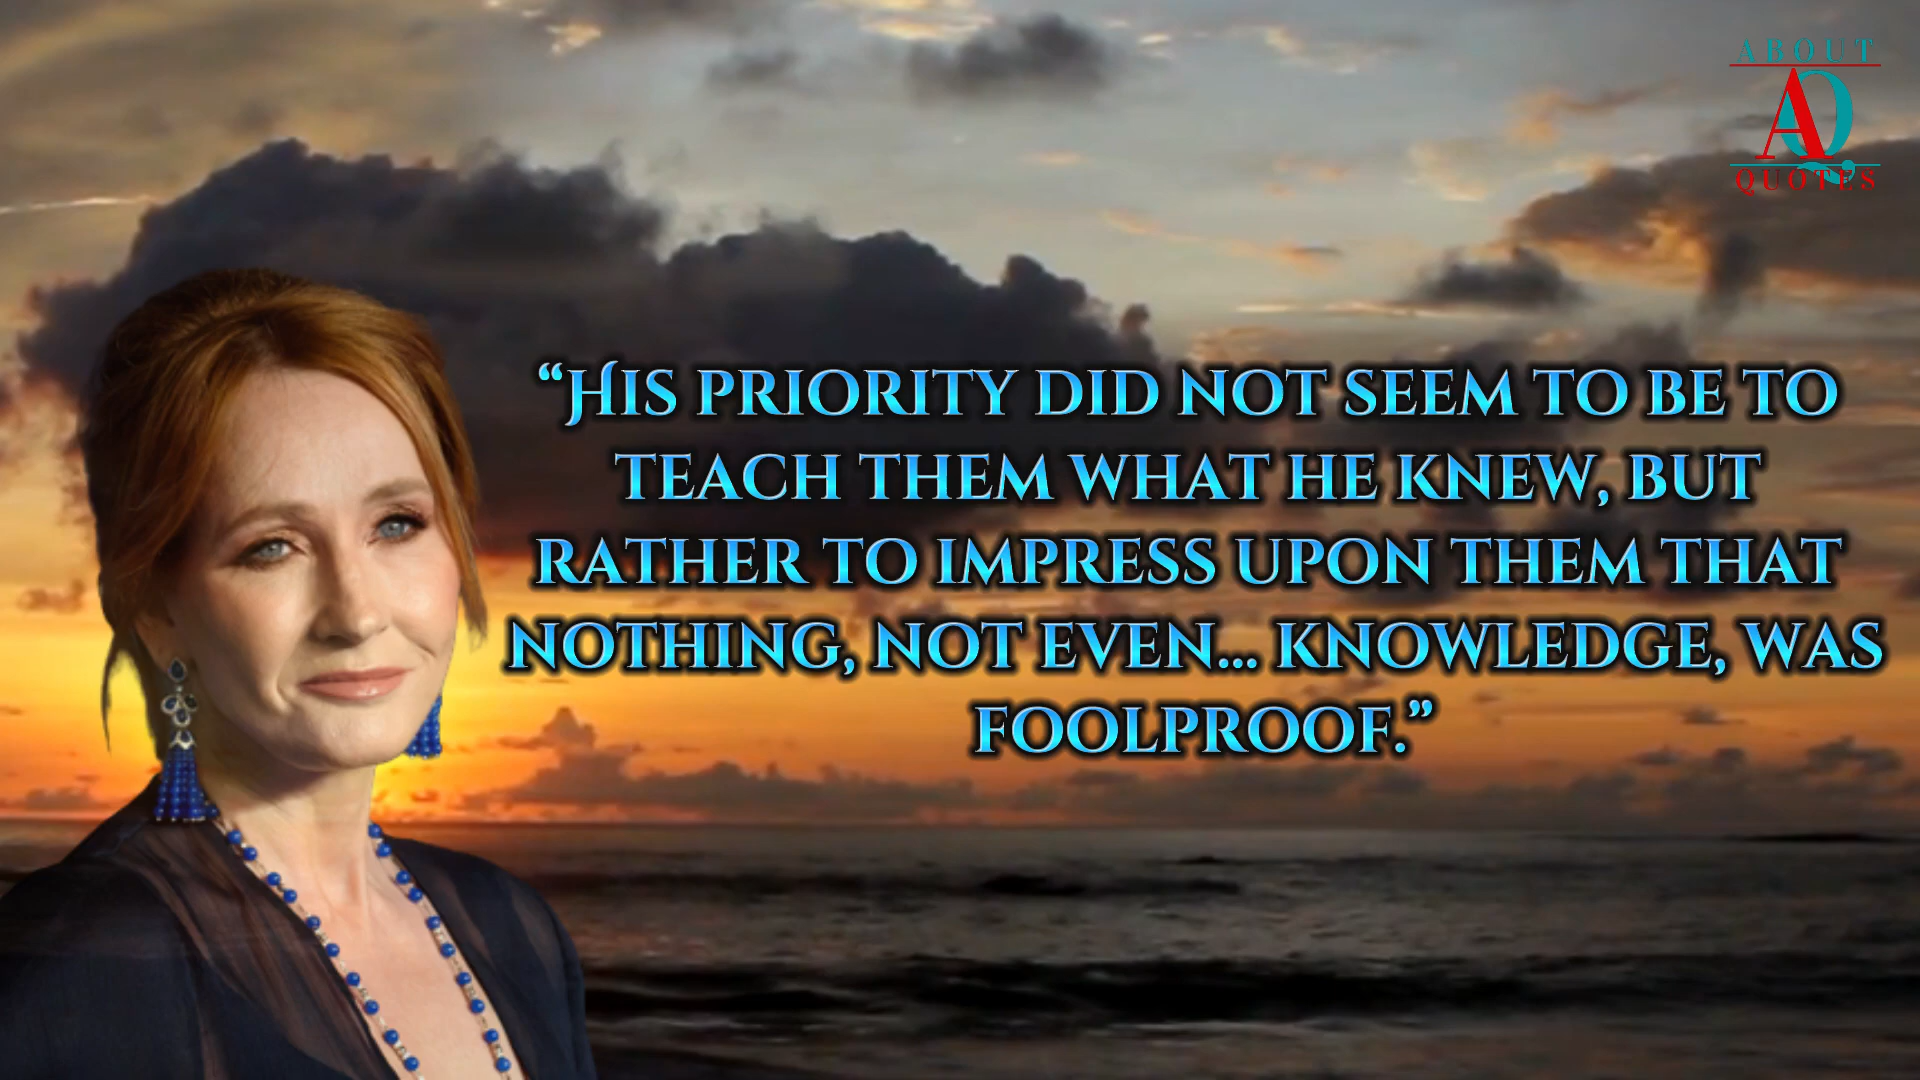 ABOUT
AQ
QUOTES
“His priority did not seem to be to
teach them what he knew, but
rather to impress upon them that
nothing, not even... knowledge, was
foolproof.”